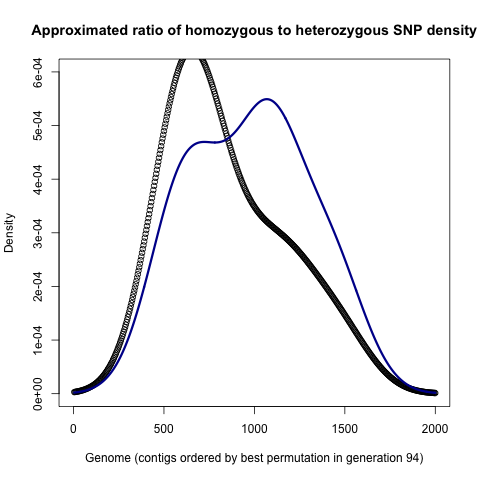 Approximated ratio of homozygous to heterozygous SNP density
6e-04
5e-04
4e-04
3e-04
2e-04
1e-04
0e+00
Density
0 500 1000 1500 2000
Genome (contigs ordered by best permutation in generation 94)